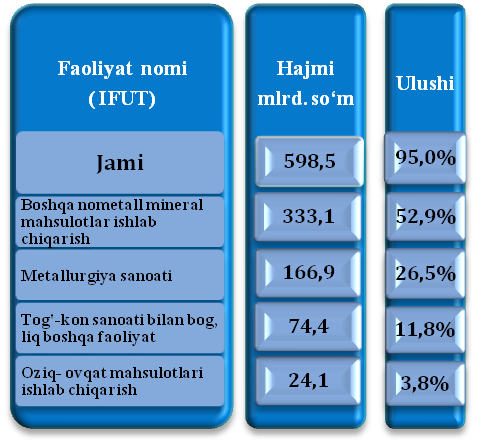 Faoliyat nomi
(IFUT)
Hajmi
mlrd. so‘m
Ulushi
Jami
598,5
95,0%
Boshqa nometall mineral
mahsulotlar ishlab
chiqarish
333,1
52,9%
Metallurgiya sanoati
166,9
26,5%
Tog'-kon sanoati bilan bog,
liq boshqa faoliyat
74,4
11,8%
Oziq- ovqat mahsulotlari
ishlab chiqarish
24,1
3,8%